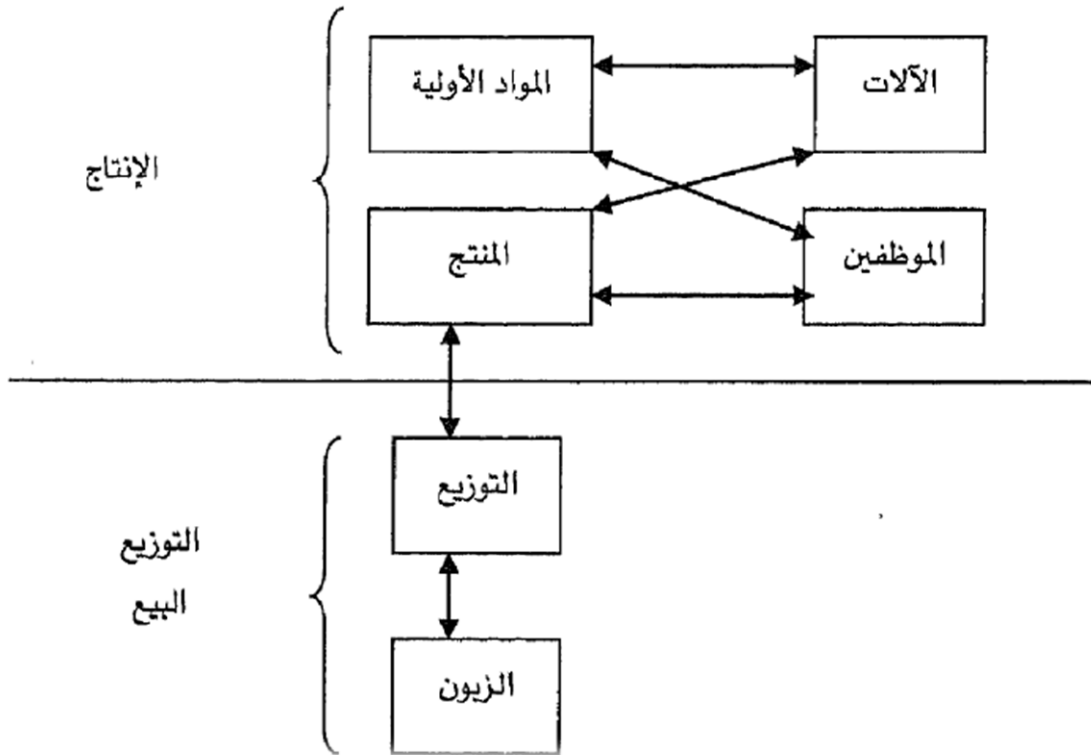 الآلات
المواد الأولية
الإنتاج
الموظفين
المنتج
التوزيع
التوزيع
البيع
الزبون